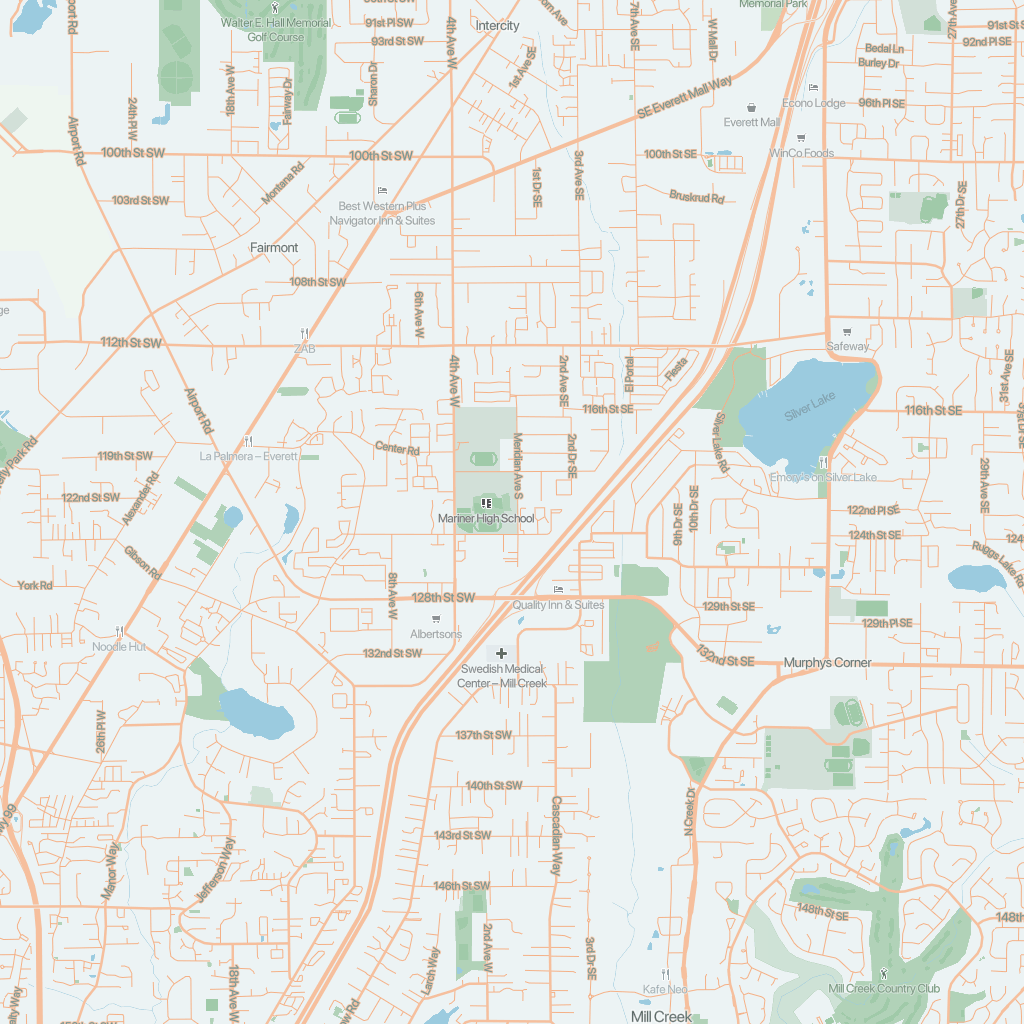 Memorial Park
Walter E. Hall Memorial
Golf Course
91st Pl SW
93rd St SW
4th Ave W
Intercity
7th Ave SE
W Mall Dr
27th Ave
91st St SE
92nd Pl SE
Bedal Ln
Burley Dr
1st Ave SE
Sharon Dr
18th Ave W
Fairway Dr
24th Pl W
SE Everett Mall Way
Econo Lodge
96th Pl SE
Everett Mall
Airport Rd
WinCo Foods
100th St SW
100th St SW
100th St SE
Montana Rd
3rd Ave SE
1st Dr SE
103rd St SW
Bruskrud Rd
27th Dr SE
Best Western Plus
Navigator Inn & Suites
Fairmont
108th St SW
6th Ave W
112th St SW
ZAB
Safeway
4th Ave W
2nd Ave SE
El Portal
Fiesta
31st Ave SE
Airport Rd
116th St SE
Silver Lake
116th St SE
Center Rd
Meridian Ave S
2nd Dr SE
Silver Lake Rd
119th St SW
La Palmera – Everett
Emory's on Silver Lake
29th Ave SE
122nd St SW
Alexander Rd
Mariner High School
9th Dr SE
10th Dr SE
122nd Pl SE
124th St SE
Gibson Rd
Ruggs Lake Rd
York Rd
8th Ave W
128th St SW
Quality Inn & Suites
129th St SE
129th Pl SE
Noodle Hut
Albertsons
132nd St SW
132nd St SE
Murphys Corner
Swedish Medical
Center – Mill Creek
26th Pl W
137th St SW
140th St SW
N Creek Dr
Cascadian Way
143rd St SW
Manor Way
Jefferson Way
146th St SW
148th St SE
2nd Ave W
3rd Dr SE
Larch Way
18th Ave W
Kafe Neo
Mill Creek Country Club
Mill Creek